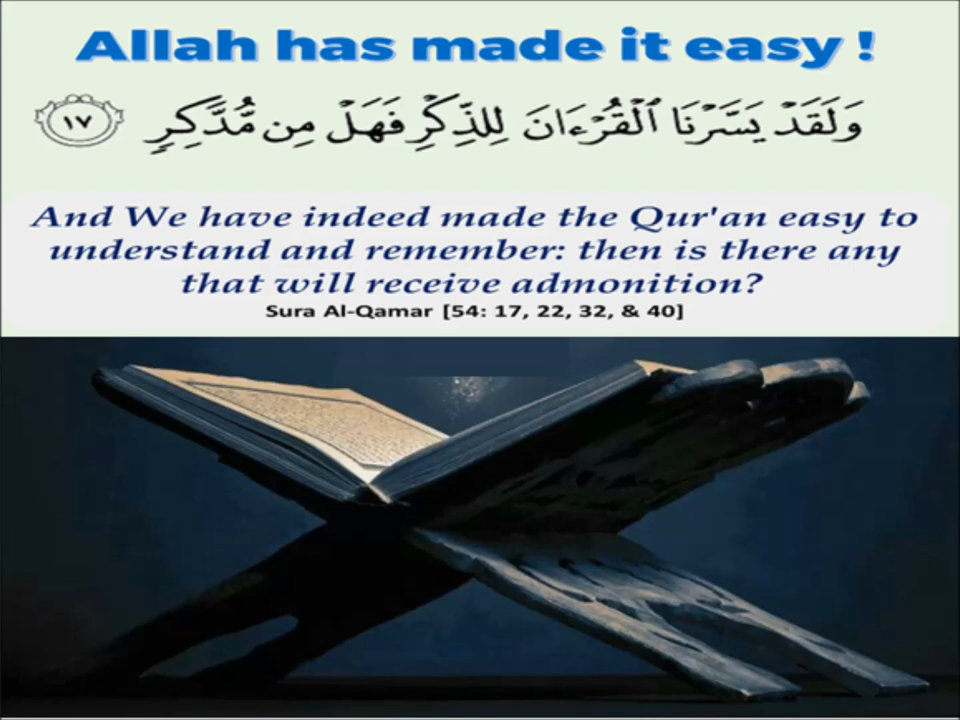 Allah has made it easy !
وَلَقَدْ يَسَّرْنَا ٱلْقُرْءَانَ لِلذِّكْرِ فَهَلْ مِن مُّدَّكِرٍ ١٧
And We have indeed made the Qur'an easy to
understand and remember: then is there any
that will receive admonition?
Sura Al-Qamar [54: 17, 22, 32, & 40]